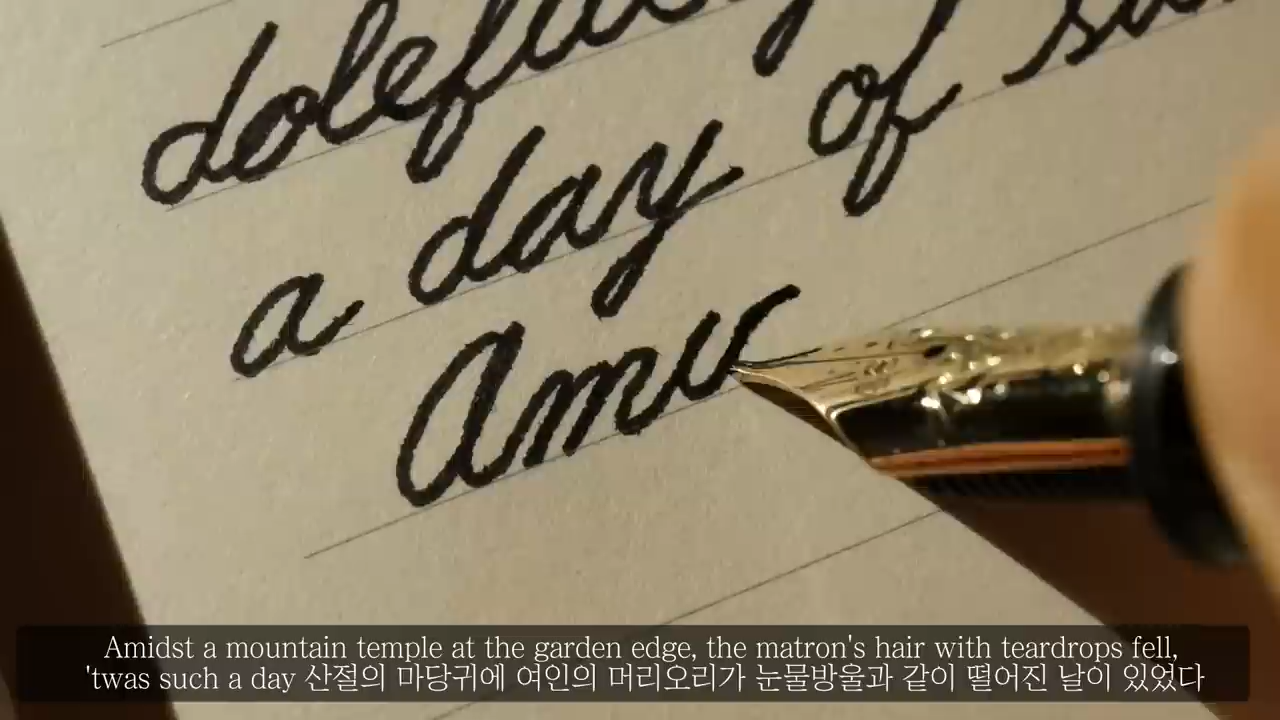 a day of
Amidst a mountain temple at the garden edge, the matron's hair with teardrops fell,
'twas such a day 산절의 마당귀에 여인의 머리오리가 눈물방울과 같이 떨어진 날이 있었다